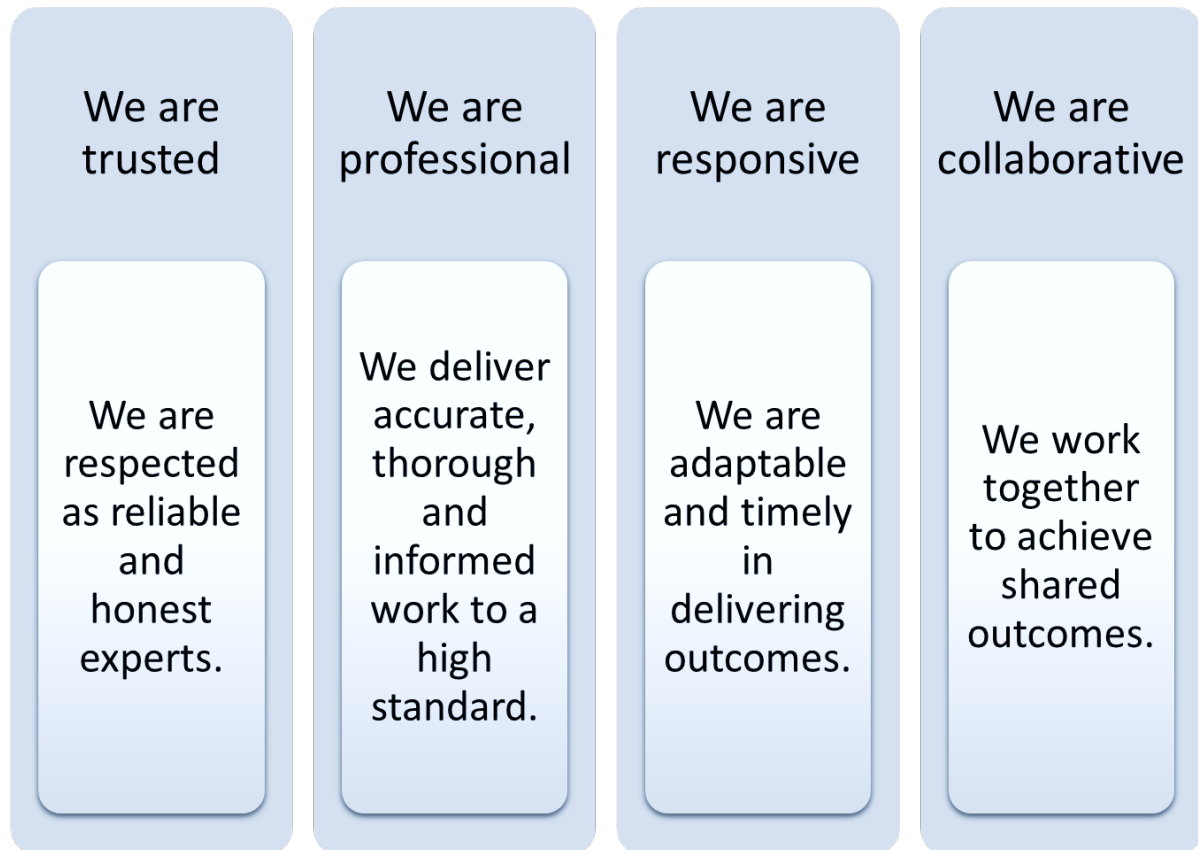 We are
trusted
We are
respected
as reliable
and
honest
experts.
We are
professional
We deliver
accurate,
thorough
and
informed
work to a
high
standard.
We are
responsive
We are
adaptable
and timely
in
delivering
outcomes.
We are
collaborative
We work
together
to achieve
shared
outcomes.